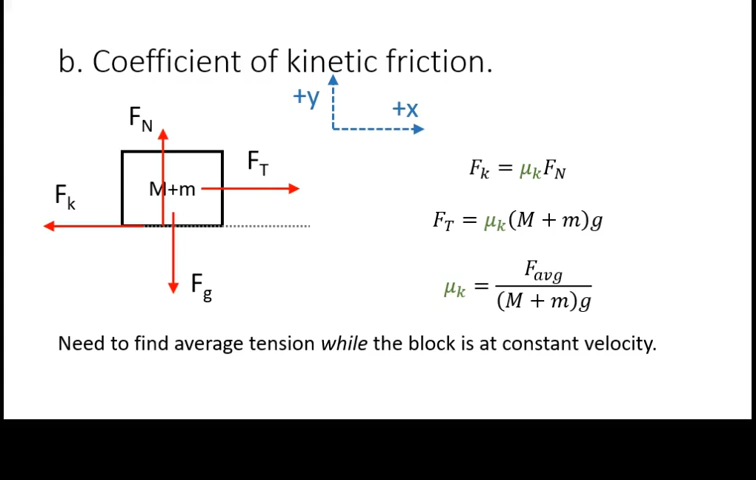 b. Coefficient of kinetic friction.
+y
+x
F_N
F_T
M+m
F_k
F_g
F_k = μ_k F_N
F_T = μ_k (M + m)g
μ_k = F_avg / (M + m)g
Need to find average tension while the block is at constant velocity.